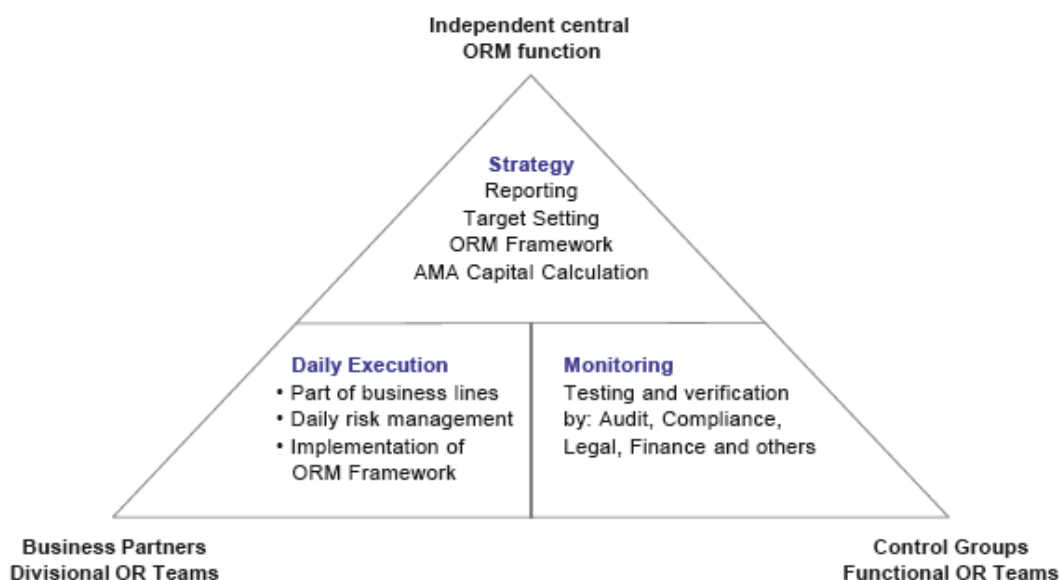 Independent central
ORM function
Strategy
Reporting
Target Setting
ORM Framework
AMA Capital Calculation
Daily Execution
• Part of business lines
• Daily risk management
• Implementation of
ORM Framework
Monitoring
Testing and verification
by: Audit, Compliance,
Legal, Finance and others
Business Partners
Divisional OR Teams
Control Groups
Functional OR Teams